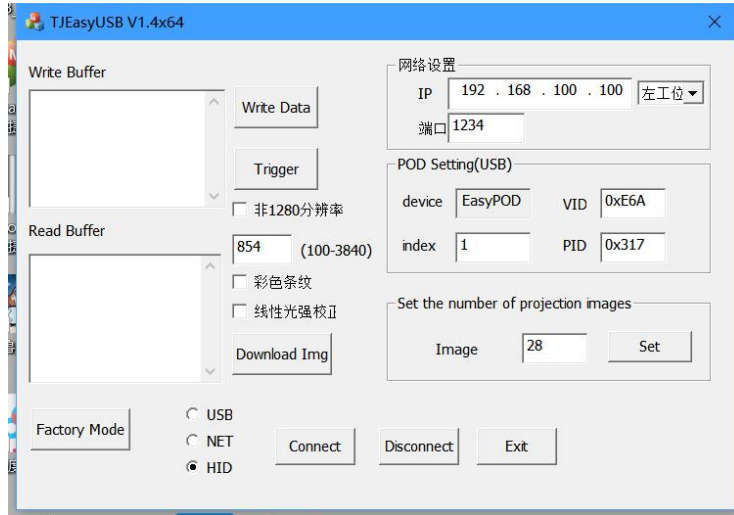 TJEasyUSB V1.4x64
Write Buffer
Write Data
Trigger
非1280分辨率
Read Buffer
854 (100-3840)
彩色条纹
线性光强校正
Download Img
Factory Mode
USB
NET
HID
Connect
Disconnect
Exit
网络设置
IP 192 . 168 . 100 . 100 左工位
端口 1234
POD Setting(USB)
device EasyPOD VID 0xE6A
index 1 PID 0x317
Set the number of projection images
Image 28 Set